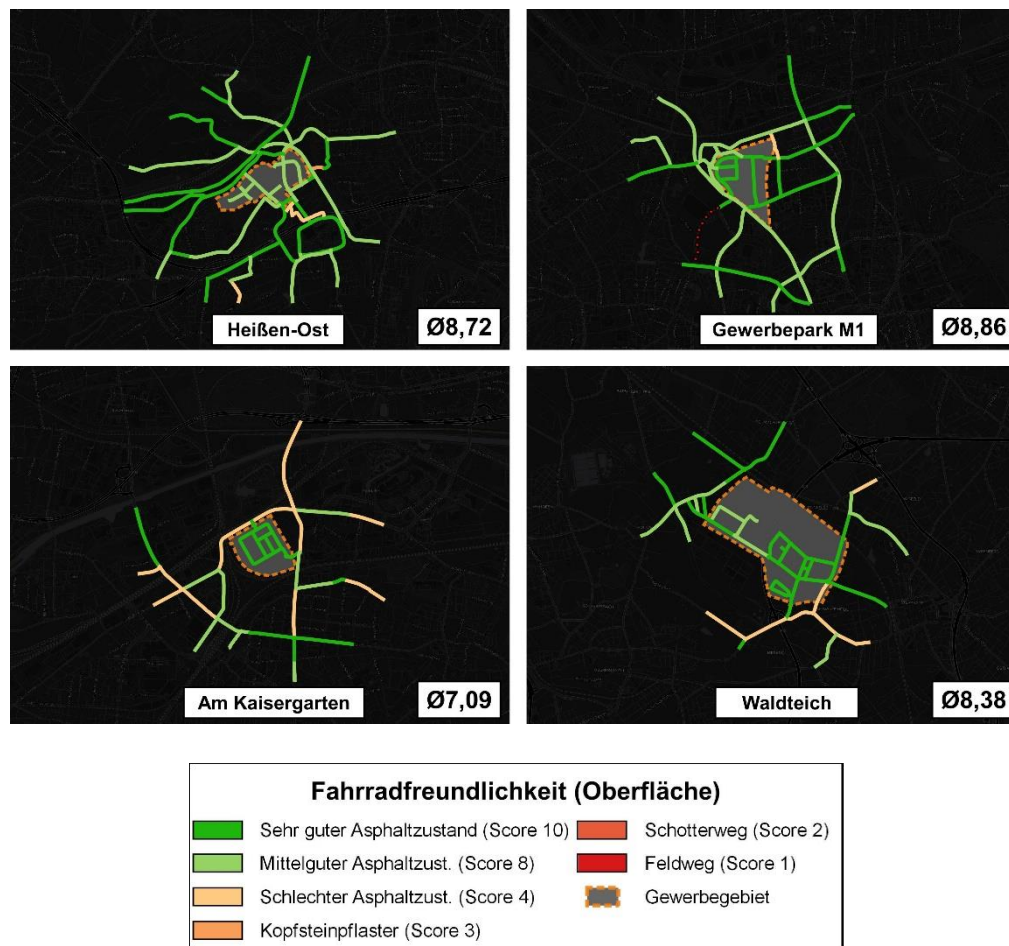 Heißen-Ost
Ø8,72
Gewerbepark M1
Ø8,86
Am Kaisergarten
Ø7,09
Waldteich
Ø8,38
Fahrradfreundlichkeit (Oberfläche)
Sehr guter Asphaltzustand (Score 10)
Mittelguter Asphaltzust. (Score 8)
Schlechter Asphaltzust. (Score 4)
Kopfsteinpflaster (Score 3)
Schotterweg (Score 2)
Feldweg (Score 1)
Gewerbegebiet